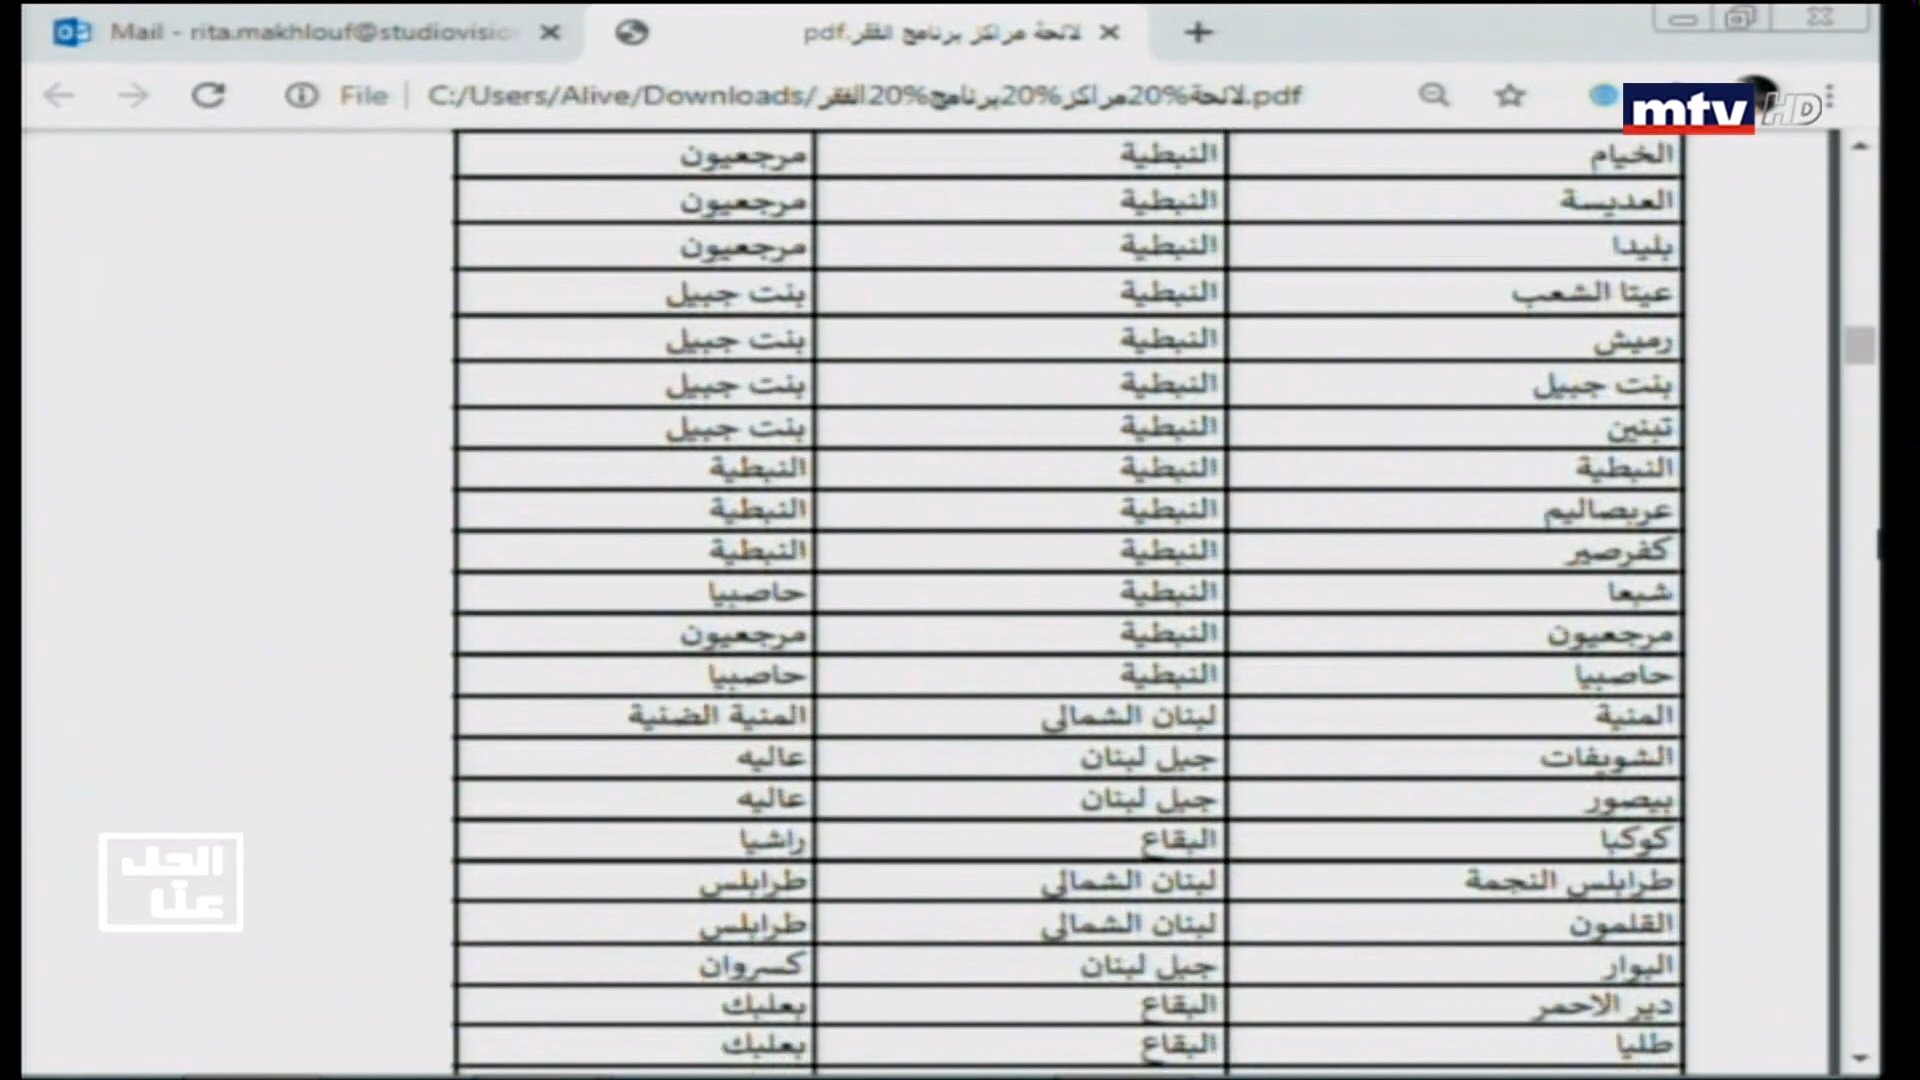 Mail - rita.makhlouf@studiovisio
لائحة مراكز برنامج الفقر.pdf
File | C:/Users/Alive/Downloads/لائحة%20مراكز%20برنامج%20الفقر.pdf
mtv HD
الخيام النبطية مرجعيون
العديسة النبطية مرجعيون
بليدا النبطية مرجعيون
عيتا الشعب النبطية بنت جبيل
رميش النبطية بنت جبيل
بنت جبيل النبطية بنت جبيل
تبنين النبطية بنت جبيل
النبطية النبطية النبطية
عربصاليم النبطية النبطية
كفرصير النبطية النبطية
شبعا النبطية حاصبيا
مرجعيون النبطية مرجعيون
حاصبيا النبطية حاصبيا
المنية لبنان الشمالي المنية الضنية
الشويفات جبل لبنان عاليه
بيصور جبل لبنان عاليه
كوكبا البقاع راشيا
طرابلس النجمة لبنان الشمالي طرابلس
القلمون لبنان الشمالي طرابلس
البوار جبل لبنان كسروان
دير الاحمر البقاع بعلبك
طليا البقاع بعلبك
الحل
عنّا